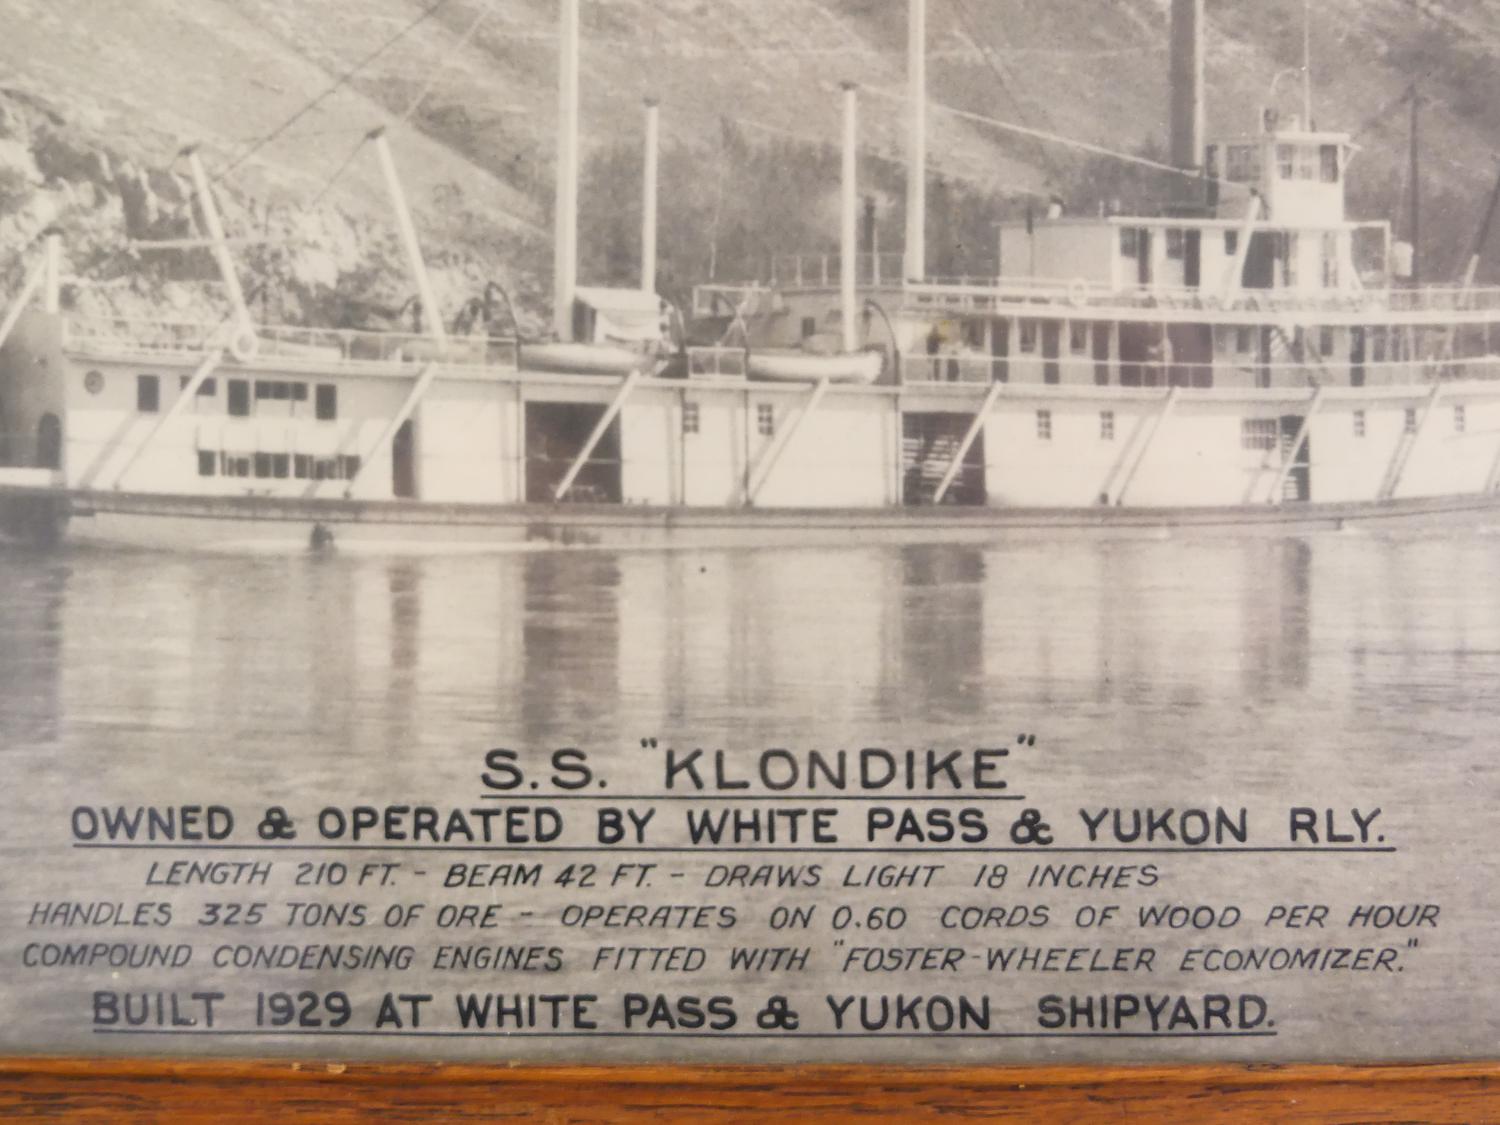 S.S. "KLONDIKE"
OWNED & OPERATED BY WHITE PASS & YUKON RLY.
LENGTH 210 FT. - BEAM 42 FT. - DRAWS LIGHT 18 INCHES
HANDLES 325 TONS OF ORE - OPERATES ON 0.60 CORDS OF WOOD PER HOUR
COMPOUND CONDENSING ENGINES FITTED WITH "FOSTER-WHEELER ECONOMIZER."
BUILT 1929 AT WHITE PASS & YUKON SHIPYARD.